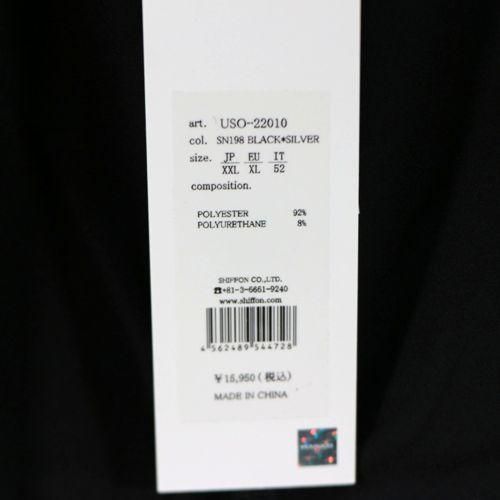 art. USO-22010
col. SN198 BLACK*SILVER
size. JP EU IT
XXL XL 52
composition.
POLYESTER 92%
POLYURETHANE 8%
SHIFFON CO.,LTD.
☎+81-3-6661-9240
www.shiffon.com
4 562489 544728
¥15,950(税込)
MADE IN CHINA